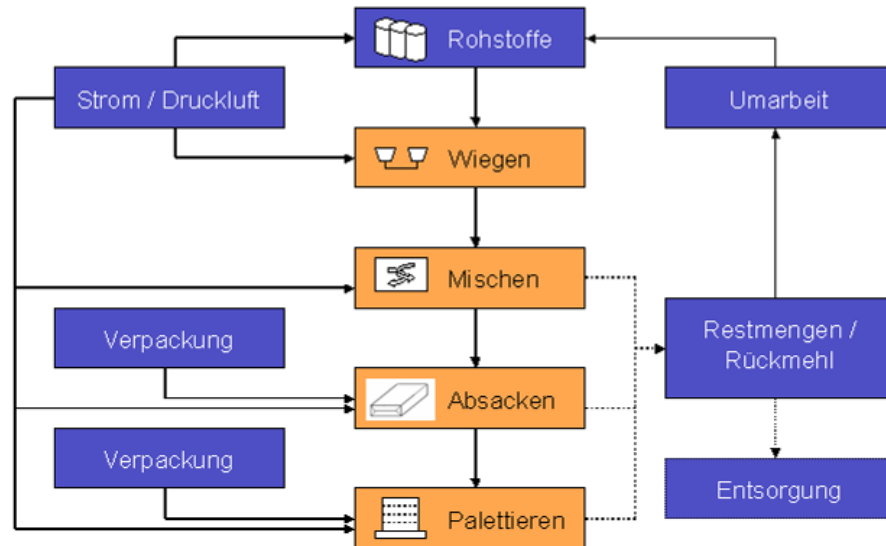 Rohstoffe
Strom / Druckluft
Umarbeit
Wiegen
Mischen
Verpackung
Restmengen /
Rückmehl
Absacken
Verpackung
Entsorgung
Palettieren